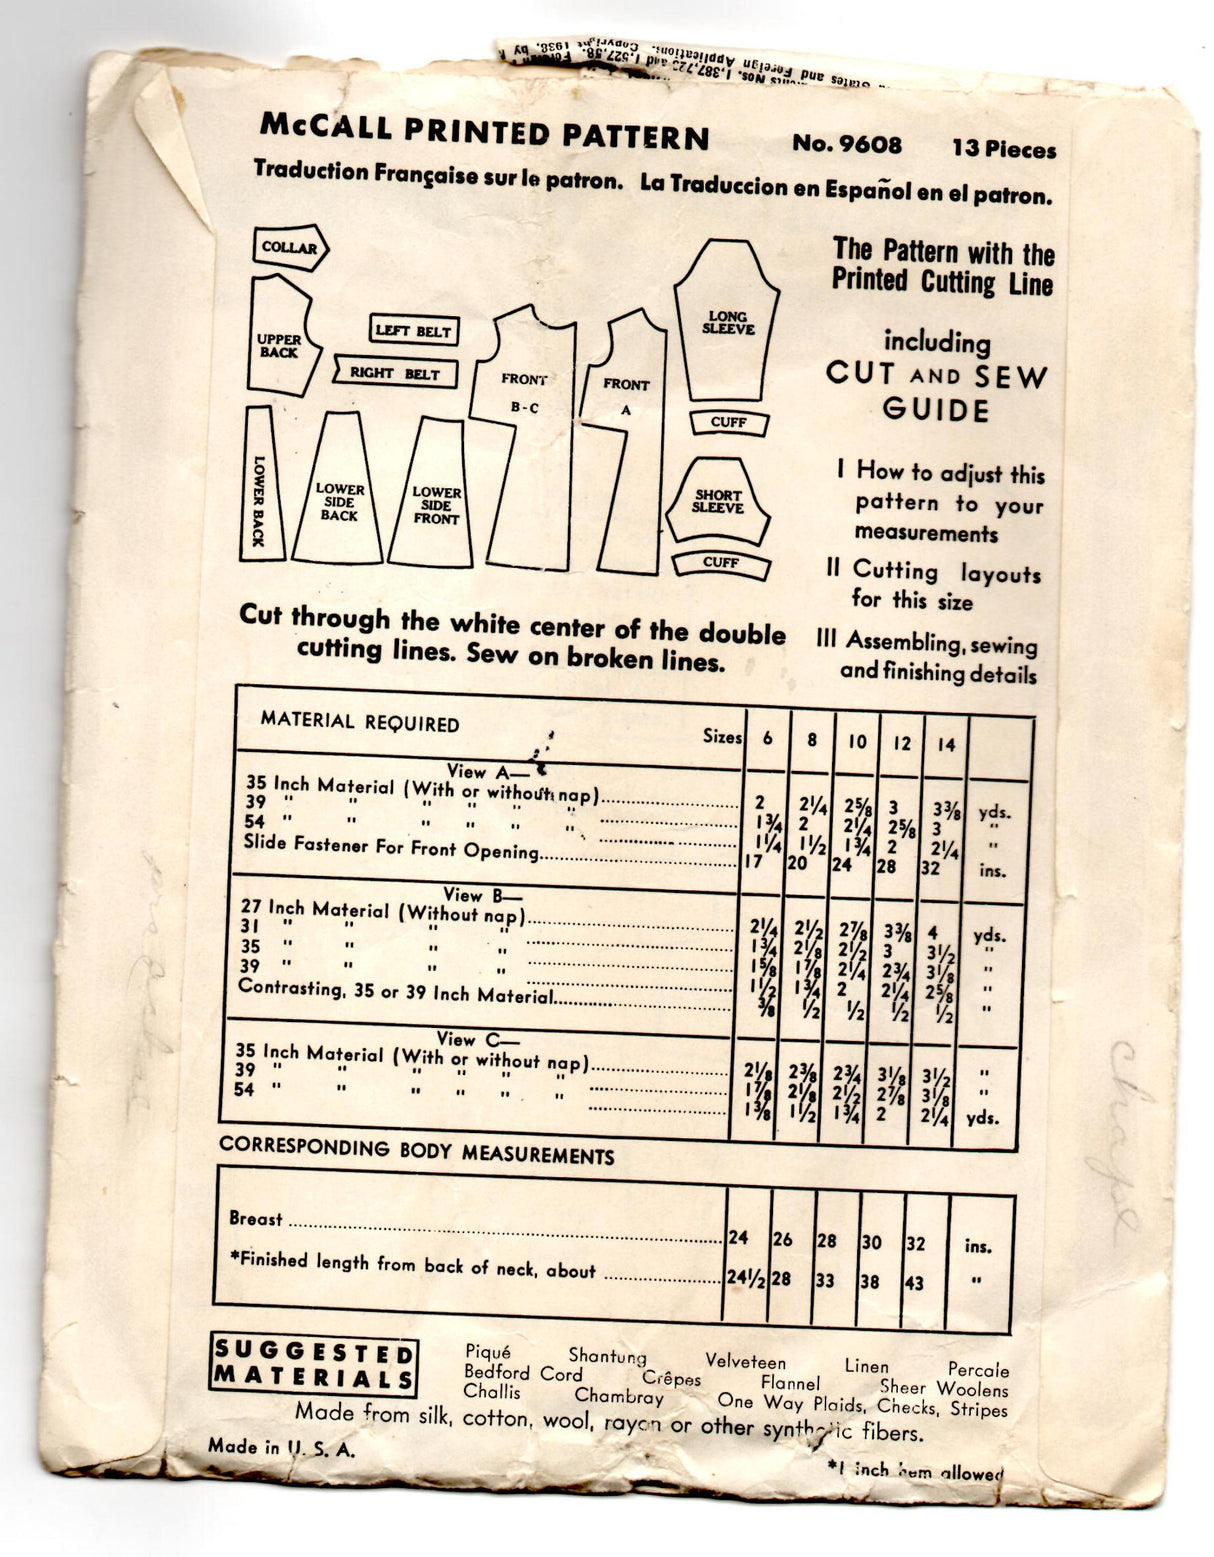 States and Foreign Applications. Copyright 1938, by
Nos. 1,387,723 and 1,527,
McCALL PRINTED PATTERN No. 9608 13 Pieces
Traduction Française sur le patron. La Traduccion en Español en el patron.
COLLAR
UPPER
BACK
LEFT BELT
RIGHT BELT
FRONT
B-C
FRONT
A
LONG
SLEEVE
CUFF
LOWER BACK
LOWER
SIDE
BACK
LOWER
SIDE
FRONT
SHORT
SLEEVE
CUFF
The Pattern with the
Printed Cutting Line
including
CUT AND SEW
GUIDE
I How to adjust this
pattern to your
measurements
II Cutting layouts
for this size
III Assembling, sewing
and finishing details
Cut through the white center of the double
cutting lines. Sew on broken lines.
MATERIAL REQUIRED Sizes 6 8 10 12 14
View A—
35 Inch Material (With or without nap) 2 2¼ 2⅝ 3 3⅜ yds.
39 " " " " " " 1¾ 2 2¼ 2⅝ 3 "
54 " " " " " " 1¼ 1½ 1¾ 2 2¼ "
Slide Fastener For Front Opening 17 20 24 28 32 ins.
View B—
27 Inch Material (Without nap) 2¼ 2½ 2⅞ 3⅜ 4 yds.
31 " " " " 1¾ 2⅛ 2½ 3 3½ "
35 " " " " 1⅝ 1⅞ 2¼ 2¾ 3⅛ "
39 " " " " 1½ 1¾ 2 2¼ 2⅝ "
Contrasting, 35 or 39 Inch Material ⅜ ½ ½ ½ ½ "
View C—
35 Inch Material (With or without nap) 2⅛ 2⅜ 2¾ 3⅛ 3½ "
39 " " " " " " 1⅞ 2⅛ 2½ 2⅞ 3⅛ "
54 " " " " " " 1⅜ 1½ 1¾ 2 2¼ yds.
CORRESPONDING BODY MEASUREMENTS
Breast 24 26 28 30 32 ins.
*Finished length from back of neck, about 24½ 28 33 38 43 "
SUGGESTED
MATERIALS
Piqué Shantung Velveteen Linen Percale
Bedford Cord Crêpes Flannel Sheer Woolens
Challis Chambray One Way Plaids, Checks, Stripes
Made from silk, cotton, wool, rayon or other synthetic fibers.
Made in U. S. A.
*1 inch hem allowed